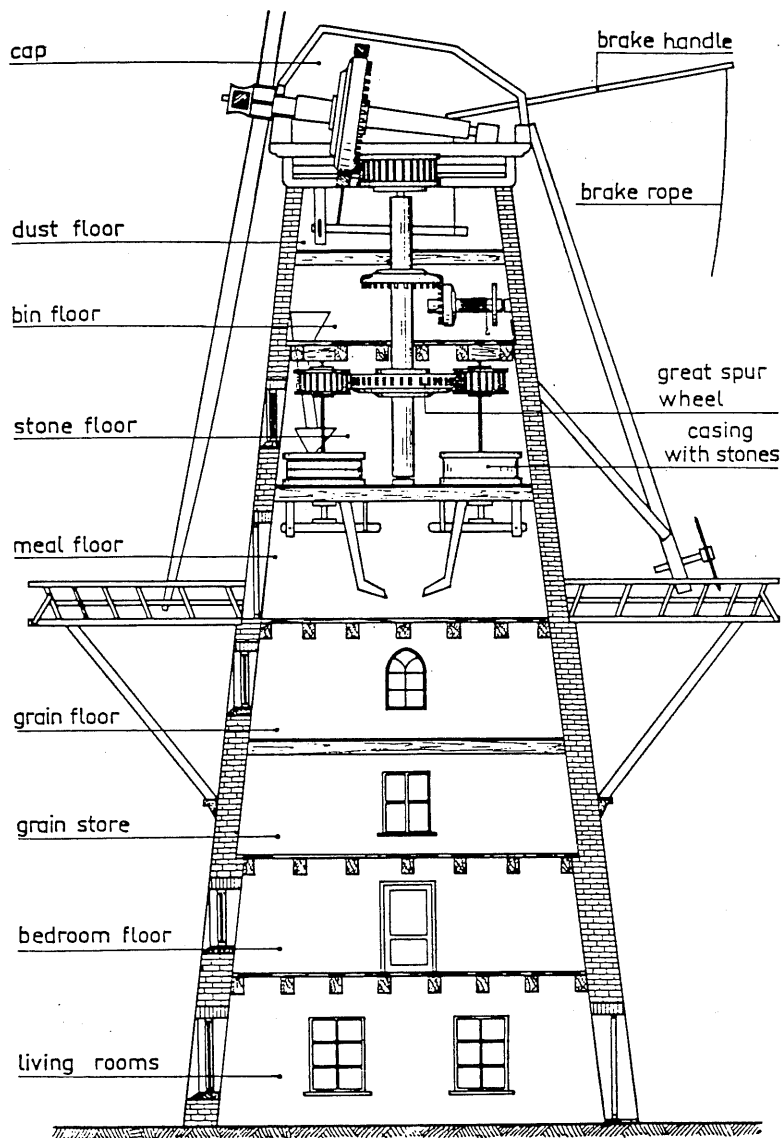 cap
brake handle
brake rope
dust floor
bin floor
great spur
wheel
stone floor
casing
with stones
meal floor
grain floor
grain store
bedroom floor
living rooms